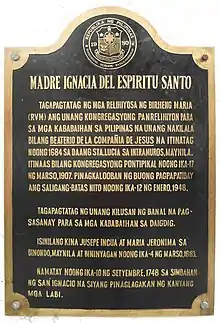 MADRE IGNACIA DEL ESPIRITU SANTO
TAGAPAGTATAG NG MGA RELIHIYOSA NG BIRHENG MARIA
(RVM) ANG UNANG KONGREGASYONG PANRELIHIYON PARA
SA MGA KABABAIHAN SA PILIPINAS NA UNANG NAKILALA
BILANG BEATERIO DE LA COMPAÑIA DE JESUS NA ITINATAG
NOONG 1684 SA DAANG STA. LUCIA SA INTRAMUROS, MAYNILA.
ITINAAS BILANG KONGREGASYONG PONTIPIKAL NOONG IKA-17
NG MARSO, 1907. PINAGKALOOBAN NG BUONG PAGPAPATIBAY
ANG SALIGANG-BATAS NITO NOONG IKA-12 NG ENERO, 1948.
TAGAPAGTATAG NG UNANG KILUSAN NG BANAL NA PAG-
SASANAY PARA SA MGA KABABAIHAN SA DAIGDIG.
ISINILANG KINA JUSEPE INCUA AT MARIA JERONIMA SA
BINONDO, MAYNILA AT BININYAGAN NOONG IKA-4 NG MARSO, 1663.
NAMATAY NOONG IKA-10 NG SETYEMBRE, 1748 SA SIMBAHAN
NG SAN IGNACIO NA SIYANG PINAGLAGAKAN NG KANYANG
MGA LABI.